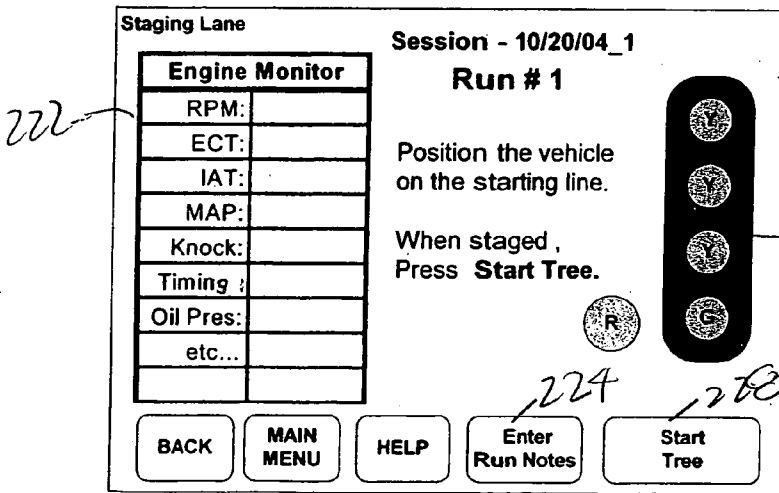 Staging Lane
Session - 10/20/04_1
Run # 1
Engine Monitor
RPM:
ECT:
IAT:
MAP:
Knock:
Timing :
Oil Pres:
etc...
222
Position the vehicle
on the starting line.
When staged ,
Press Start Tree.
Y
Y
Y
G
R
224
BACK
MAIN
MENU
HELP
Enter
Run Notes
Start
Tree